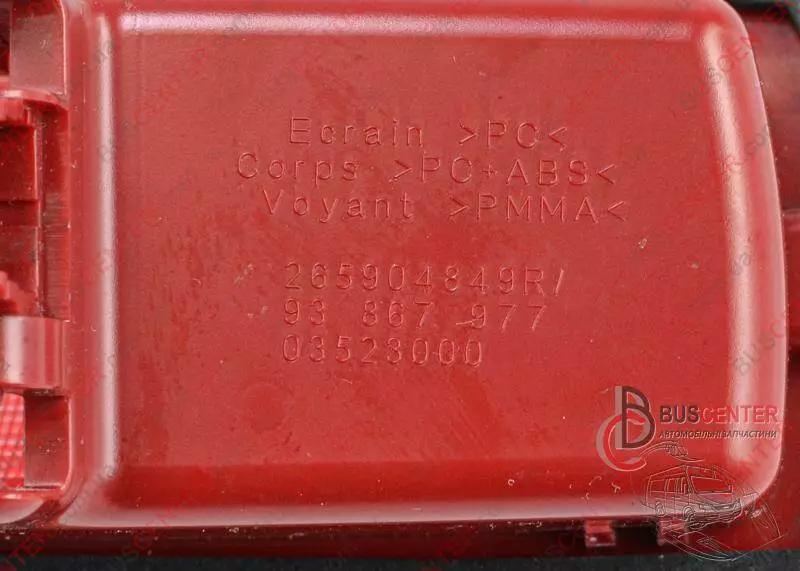 Ecrain >PC<
Corps >PC+ABS<
Voyant >PMMA<
265904849R/
93 867 977
03523000
BUSCENTER
АВТОМОБІЛЬНІ ЗАПЧАСТИНИ